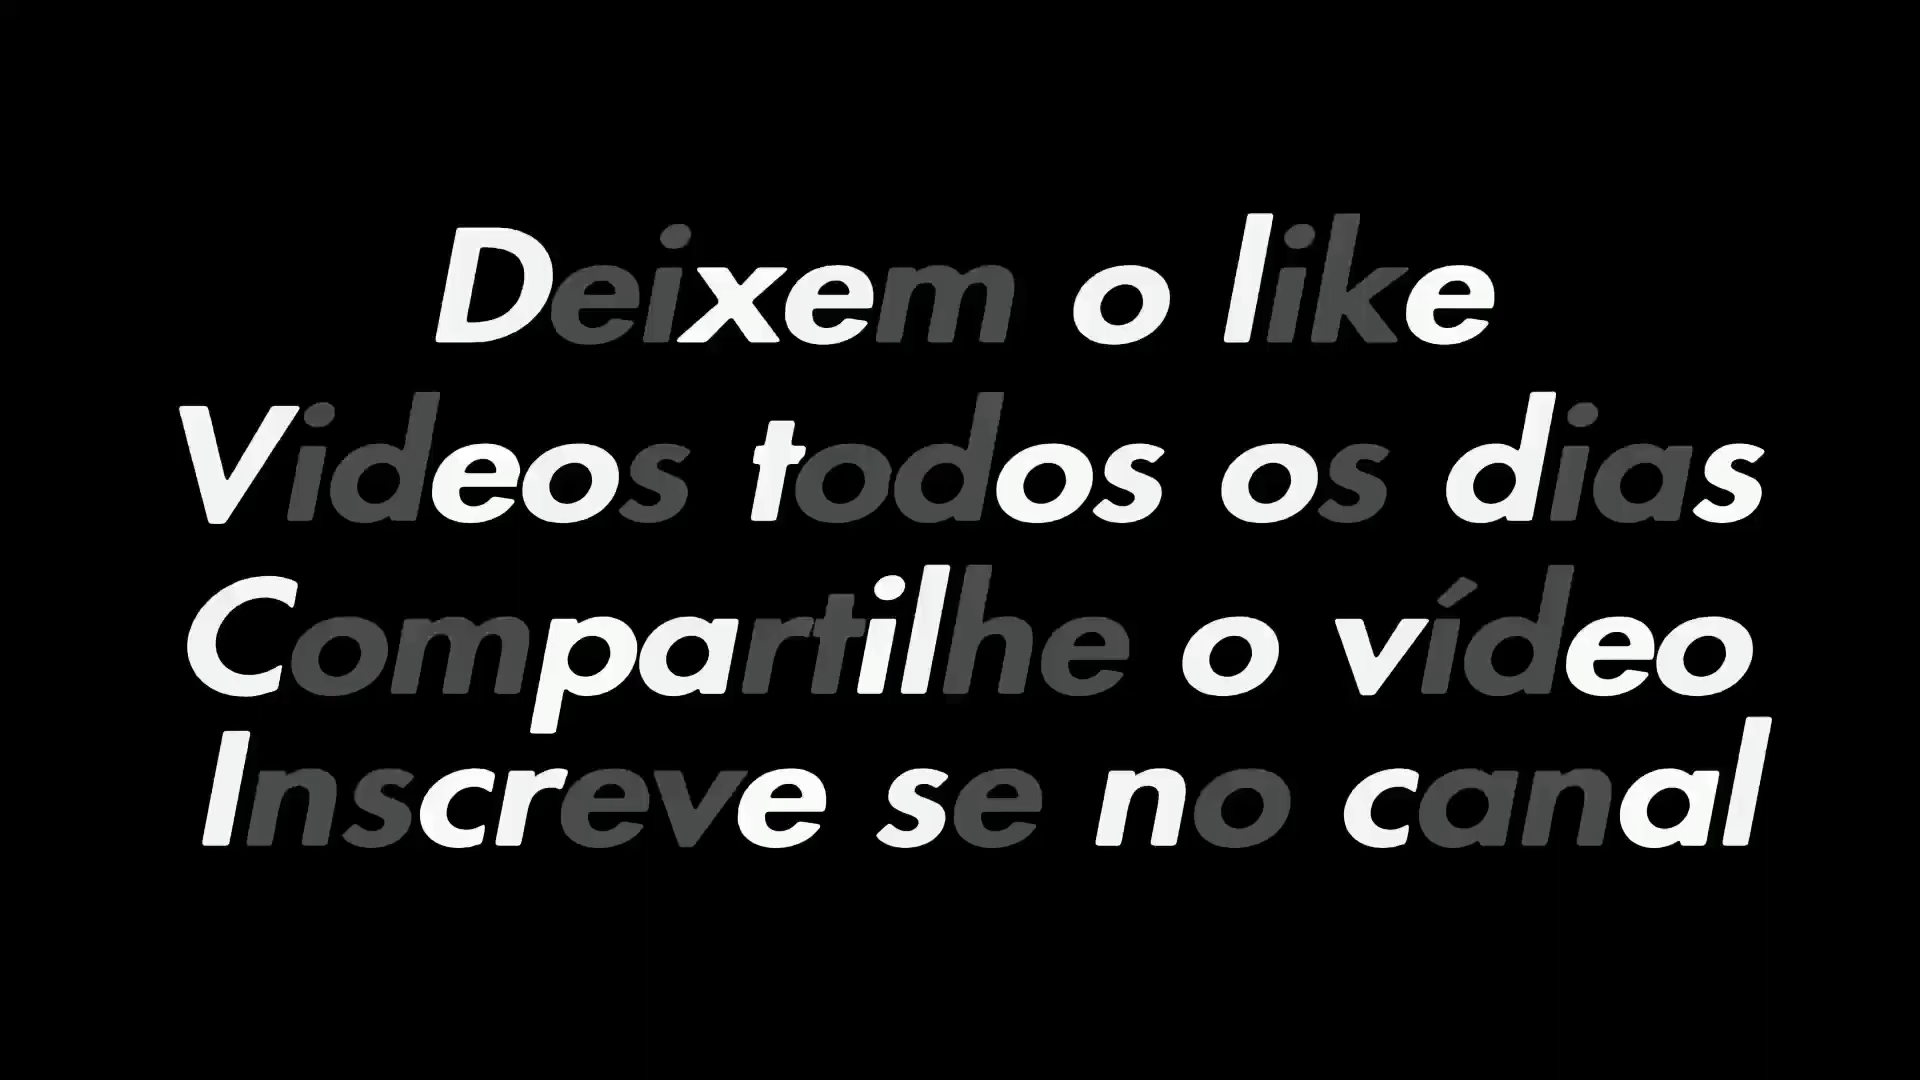 Deixem o like
Videos todos os dias
Compartilhe o vídeo
Inscreve se no canal